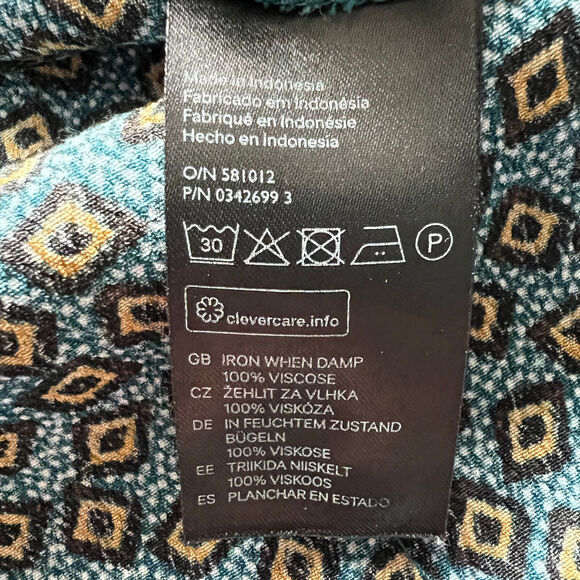 Made in Indonesia
Fabricado em Indonésia
Fabriqué en Indonésie
Hecho en Indonesia
O/N 581012
P/N 0342699 3
30 P
clevercare.info
GB IRON WHEN DAMP
100% VISCOSE
CZ ŽEHLIT ZA VLHKA
100% VISKÓZA
DE IN FEUCHTEM ZUSTAND
BÜGELN
100% VISKOSE
EE TRIIKIDA NIISKELT
100% VISKOOS
ES PLANCHAR EN ESTADO